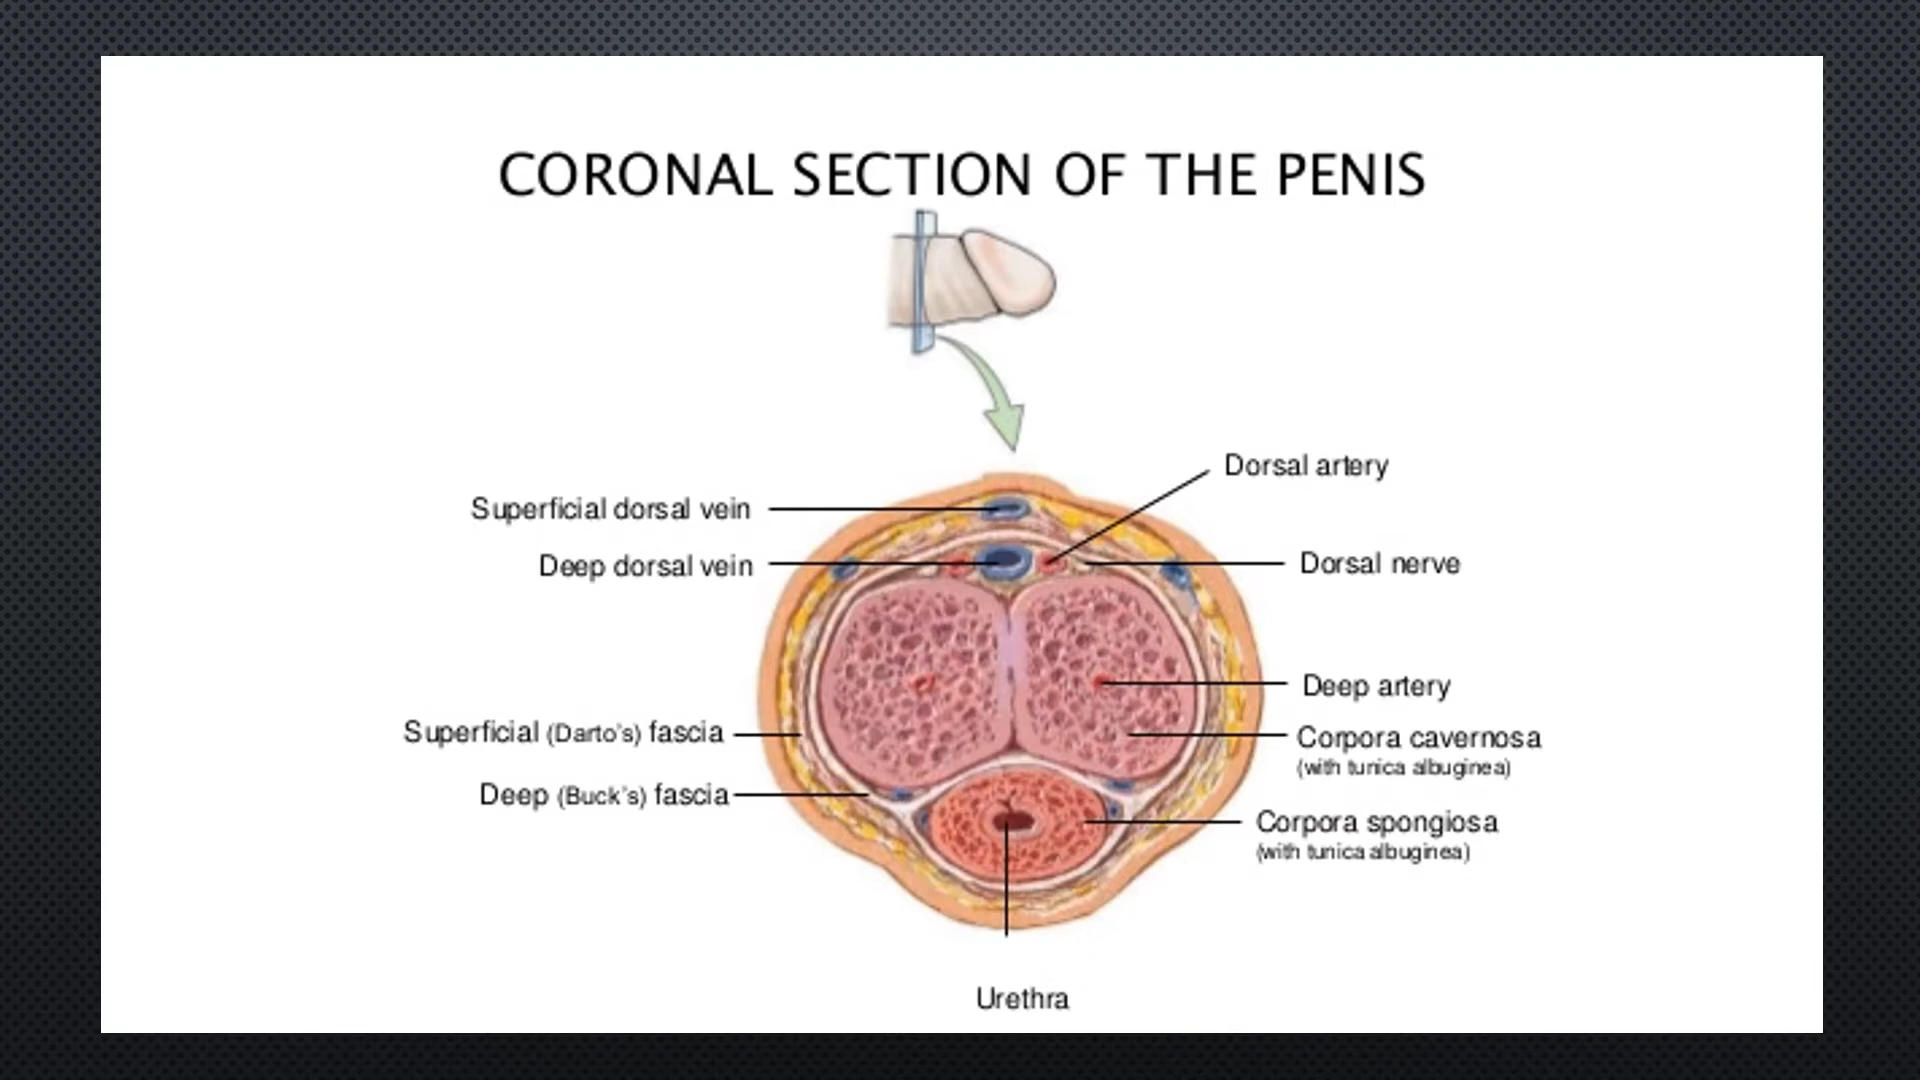 CORONAL SECTION OF THE PENIS
Dorsal artery
Superficial dorsal vein
Deep dorsal vein
Dorsal nerve
Deep artery
Superficial (Darto's) fascia
Corpora cavernosa
(with tunica albuginea)
Deep (Buck's) fascia
Corpora spongiosa
(with tunica albuginea)
Urethra